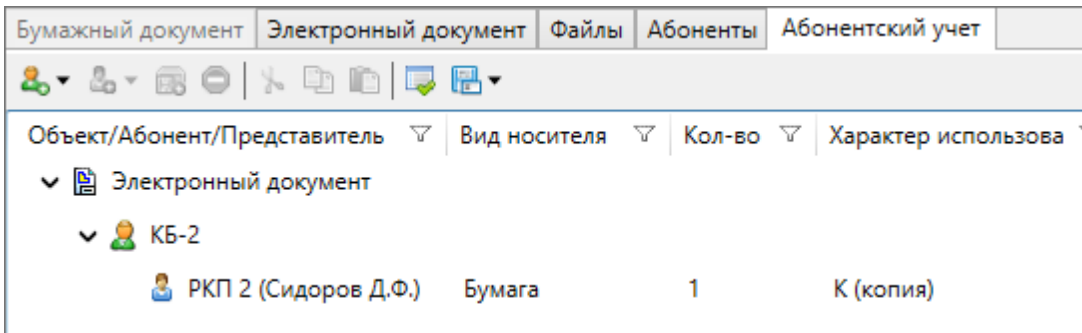 Бумажный документ Электронный документ Файлы Абоненты Абонентский учет
Объект/Абонент/Представитель Вид носителя Кол-во Характер использова
Электронный документ
КБ-2
РКП 2 (Сидоров Д.Ф.) Бумага 1 К (копия)